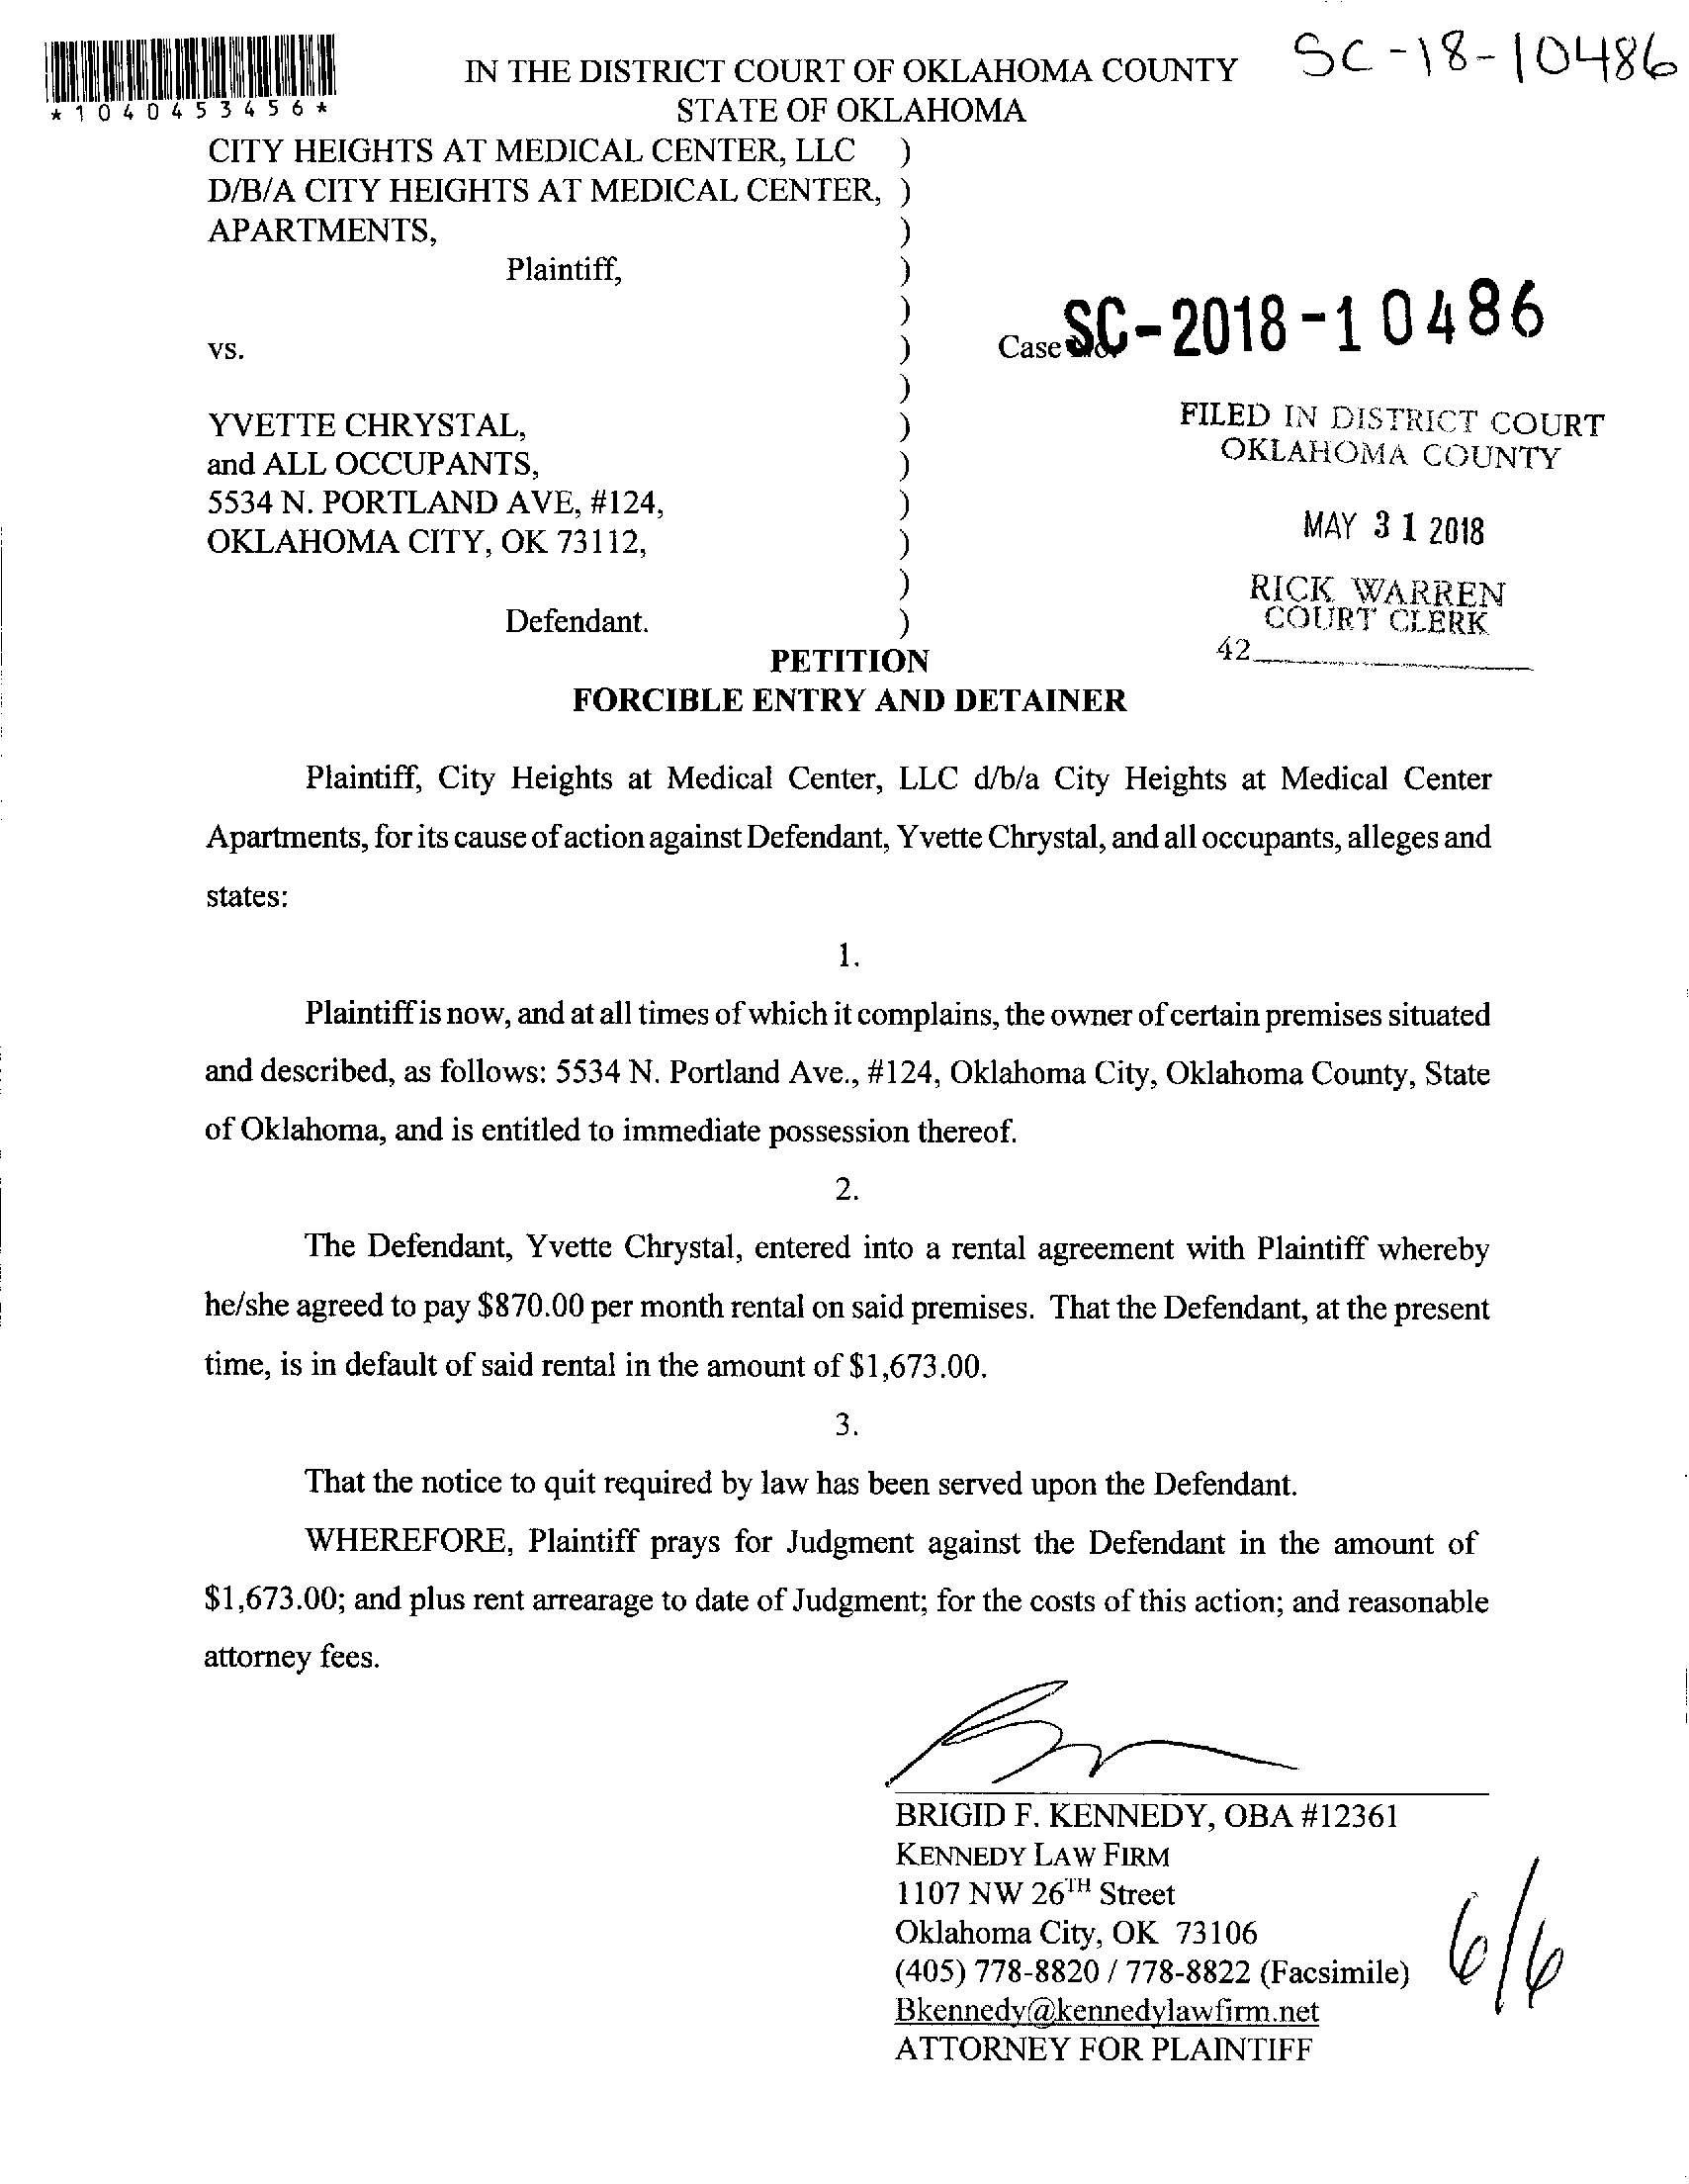 SC-18-10486
*1040453456*
IN THE DISTRICT COURT OF OKLAHOMA COUNTY
STATE OF OKLAHOMA
CITY HEIGHTS AT MEDICAL CENTER, LLC )
D/B/A CITY HEIGHTS AT MEDICAL CENTER, )
APARTMENTS, )
Plaintiff, )
)
vs. ) Case SC-2018-10486
)
YVETTE CHRYSTAL, )
and ALL OCCUPANTS, )
5534 N. PORTLAND AVE, #124, )
OKLAHOMA CITY, OK 73112, )
)
Defendant. )
FILED IN DISTRICT COURT
OKLAHOMA COUNTY
MAY 31 2018
RICK WARREN
COURT CLERK
42
PETITION
FORCIBLE ENTRY AND DETAINER
Plaintiff, City Heights at Medical Center, LLC d/b/a City Heights at Medical Center
Apartments, for its cause of action against Defendant, Yvette Chrystal, and all occupants, alleges and
states:
1.
Plaintiff is now, and at all times of which it complains, the owner of certain premises situated
and described, as follows: 5534 N. Portland Ave., #124, Oklahoma City, Oklahoma County, State
of Oklahoma, and is entitled to immediate possession thereof.
2.
The Defendant, Yvette Chrystal, entered into a rental agreement with Plaintiff whereby
he/she agreed to pay $870.00 per month rental on said premises. That the Defendant, at the present
time, is in default of said rental in the amount of $1,673.00.
3.
That the notice to quit required by law has been served upon the Defendant.
WHEREFORE, Plaintiff prays for Judgment against the Defendant in the amount of
$1,673.00; and plus rent arrearage to date of Judgment; for the costs of this action; and reasonable
attorney fees.
BRIGID F. KENNEDY, OBA #12361
KENNEDY LAW FIRM
1107 NW 26TH Street
Oklahoma City, OK 73106
(405) 778-8820 / 778-8822 (Facsimile)
Bkennedy@kennedylawfirm.net
ATTORNEY FOR PLAINTIFF
6/6